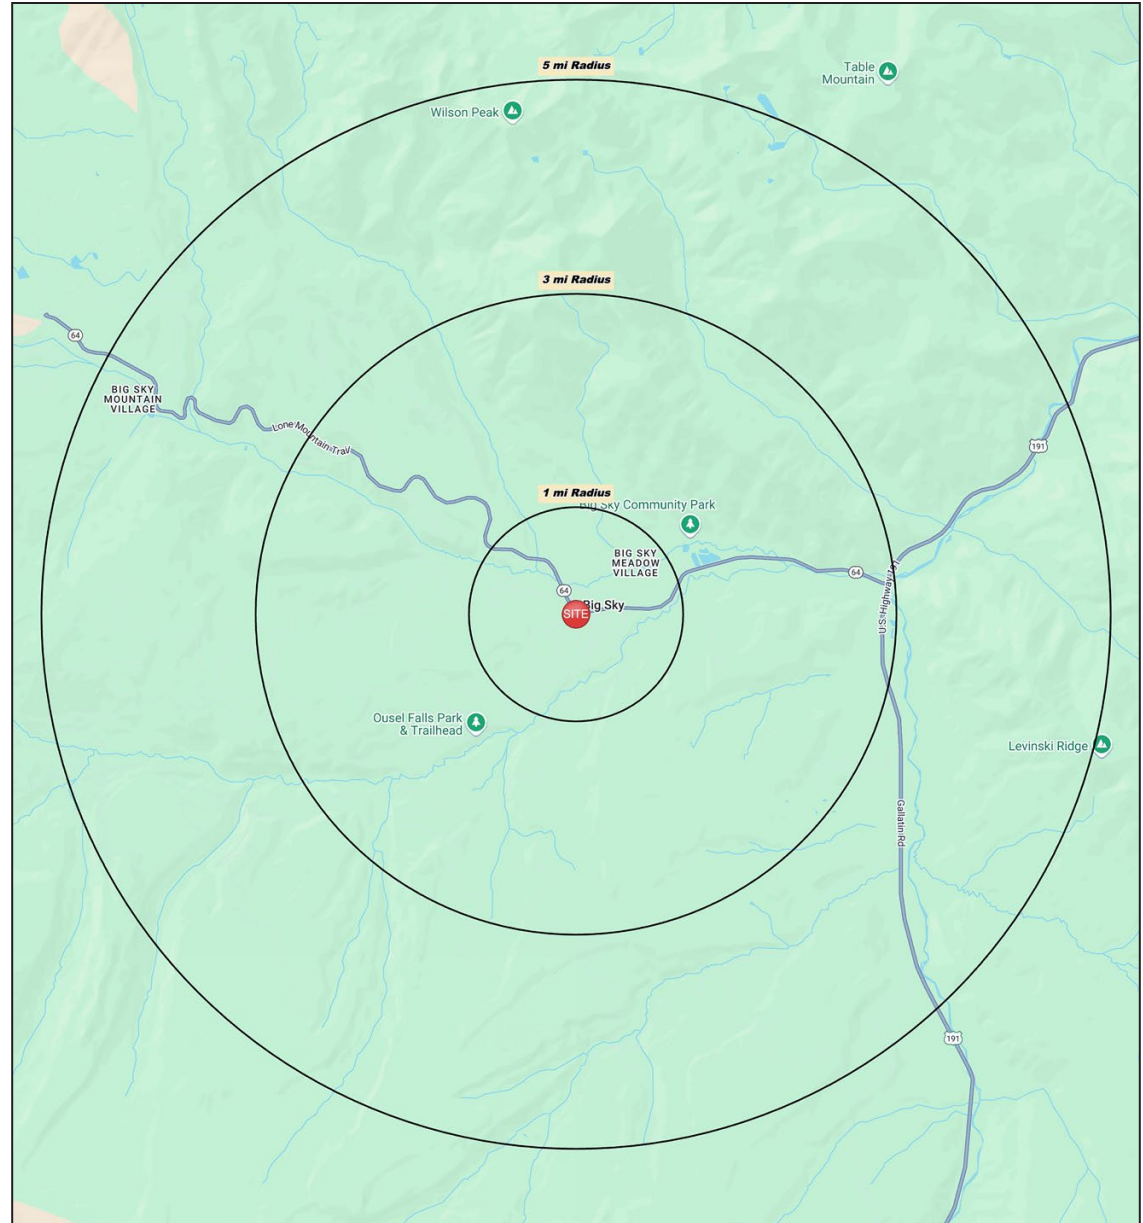 5 mi Radius
Table
Mountain
Wilson Peak
3 mi Radius
64
BIG SKY
MOUNTAIN
VILLAGE
Lone Mountain Trail
191
1 mi Radius
Big Sky Community Park
BIG SKY
MEADOW
VILLAGE
64
64
U.S. Highway 191
Big Sky
SITE
Ousel Falls Park
& Trailhead
Levinski Ridge
Gallatin Rd
191